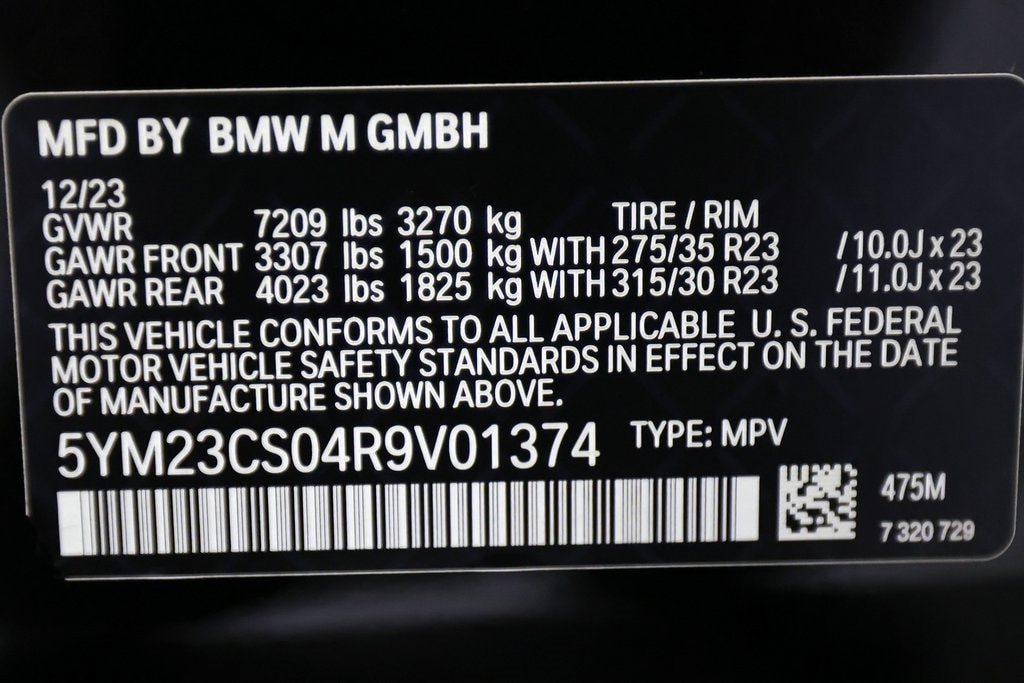 MFD BY BMW M GMBH
12/23
GVWR 7209 lbs 3270 kg TIRE / RIM
GAWR FRONT 3307 lbs 1500 kg WITH 275/35 R23 /10.0J x 23
GAWR REAR 4023 lbs 1825 kg WITH 315/30 R23 /11.0J x 23
THIS VEHICLE CONFORMS TO ALL APPLICABLE U. S. FEDERAL
MOTOR VEHICLE SAFETY STANDARDS IN EFFECT ON THE DATE
OF MANUFACTURE SHOWN ABOVE.
5YM23CS04R9V01374 TYPE: MPV
475M
7 320 729